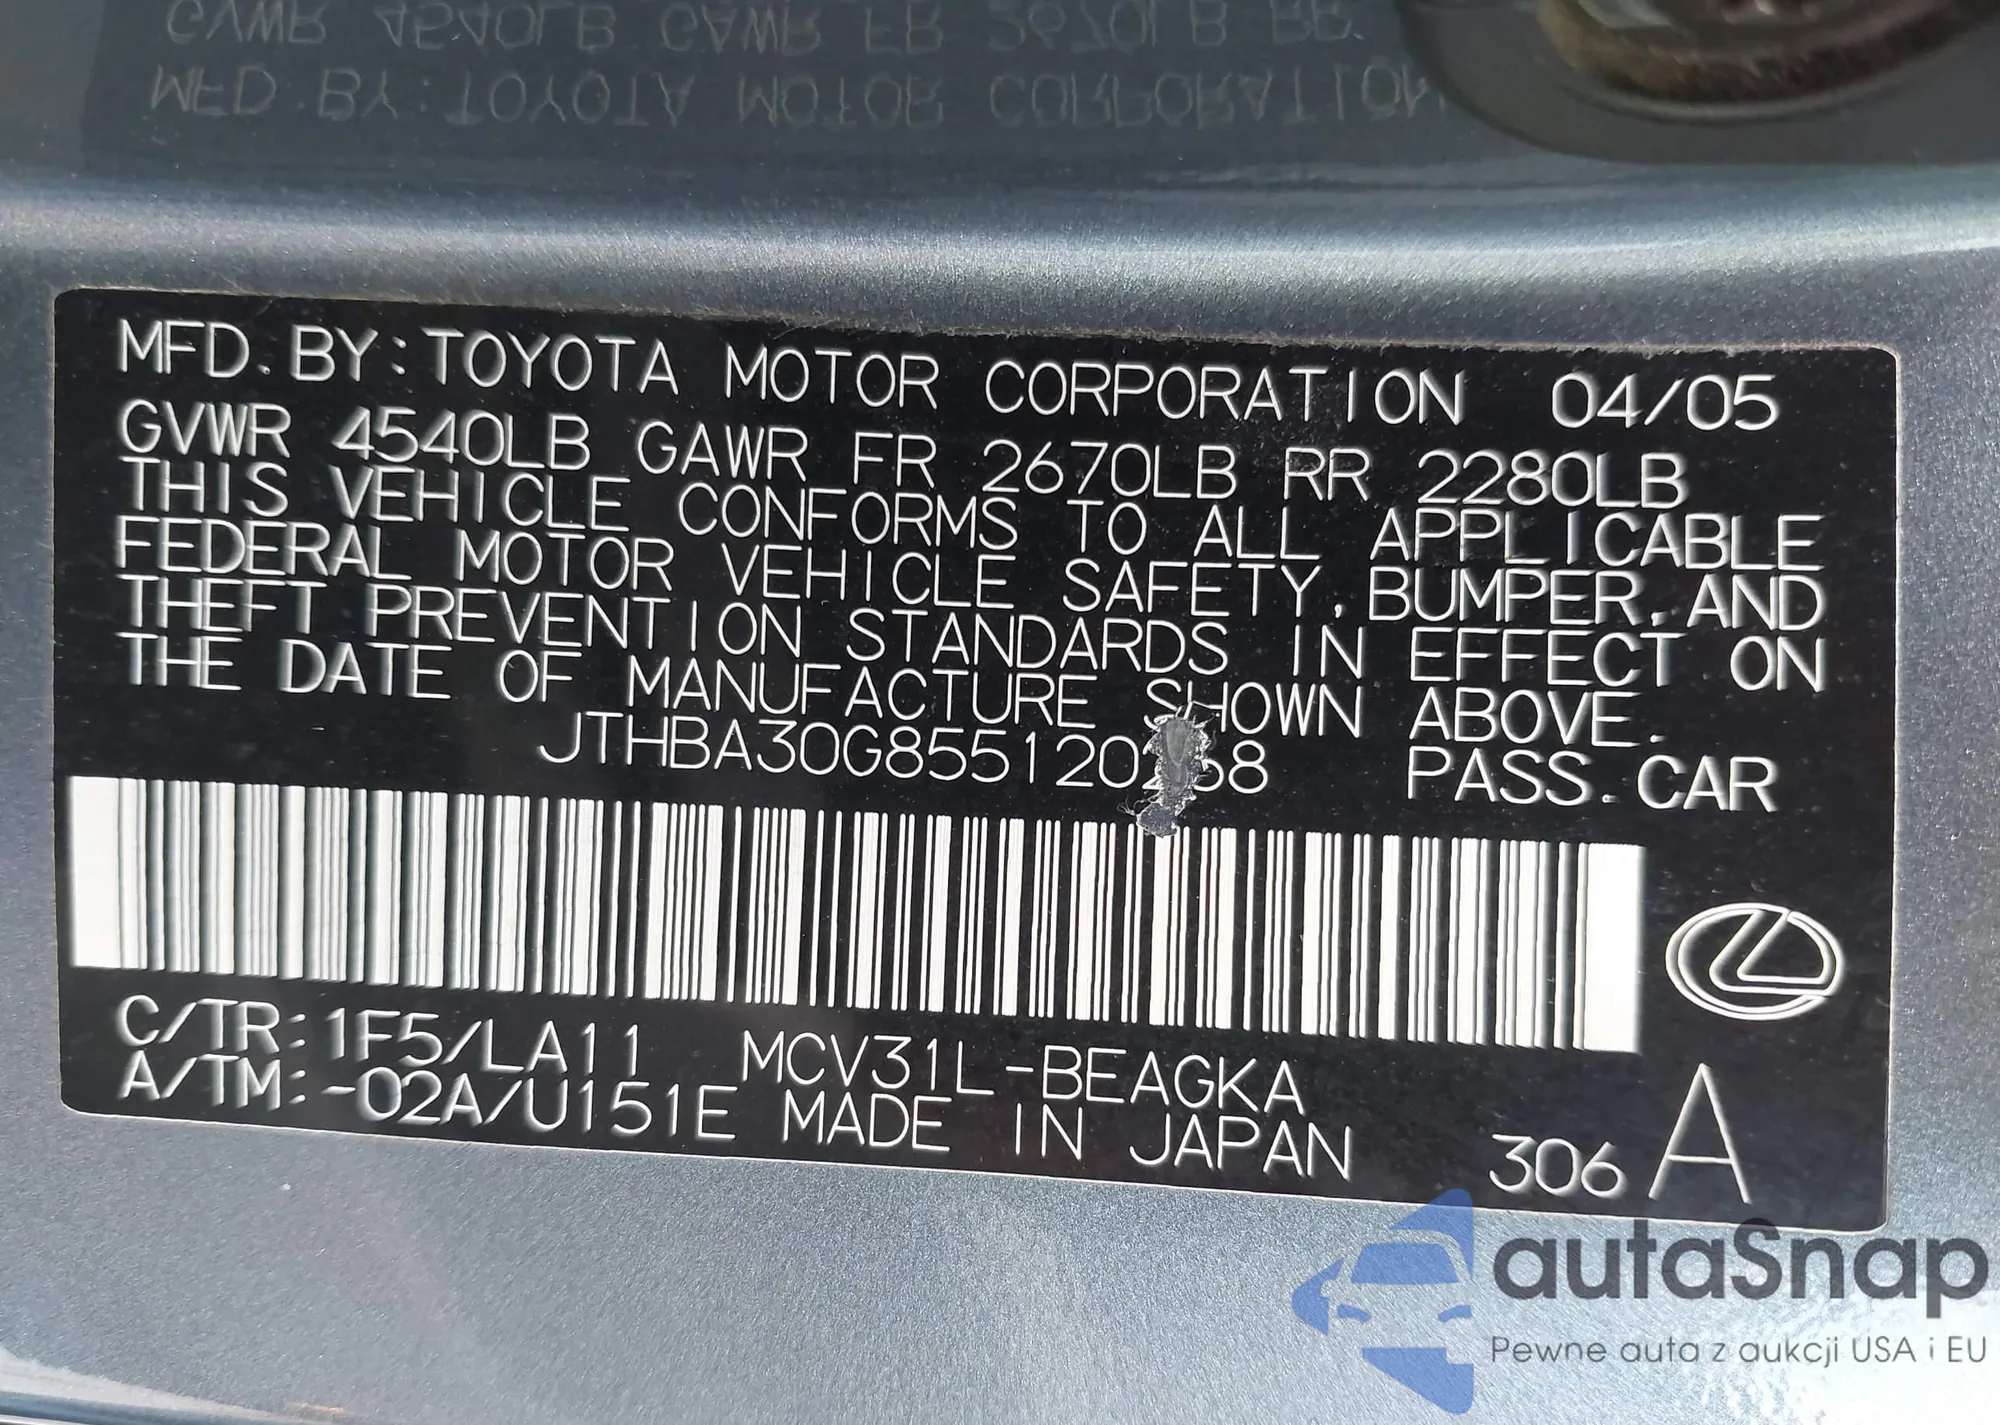 MFD. BY: TOYOTA MOTOR CORPORATION 04/05
GVWR 4540LB GAWR FR 2670LB RR 2280LB
THIS VEHICLE CONFORMS TO ALL APPLICABLE
FEDERAL MOTOR VEHICLE SAFETY, BUMPER, AND
THEFT PREVENTION STANDARDS IN EFFECT ON
THE DATE OF MANUFACTURE SHOWN ABOVE.
JTHBA30G855120268 PASS. CAR
C/TR: 1F5/LA11 MCV31L-BEAGKA
A/TM: -02A/U151E MADE IN JAPAN 306 A
autaSnap
Pewne auta z aukcji USA i EU